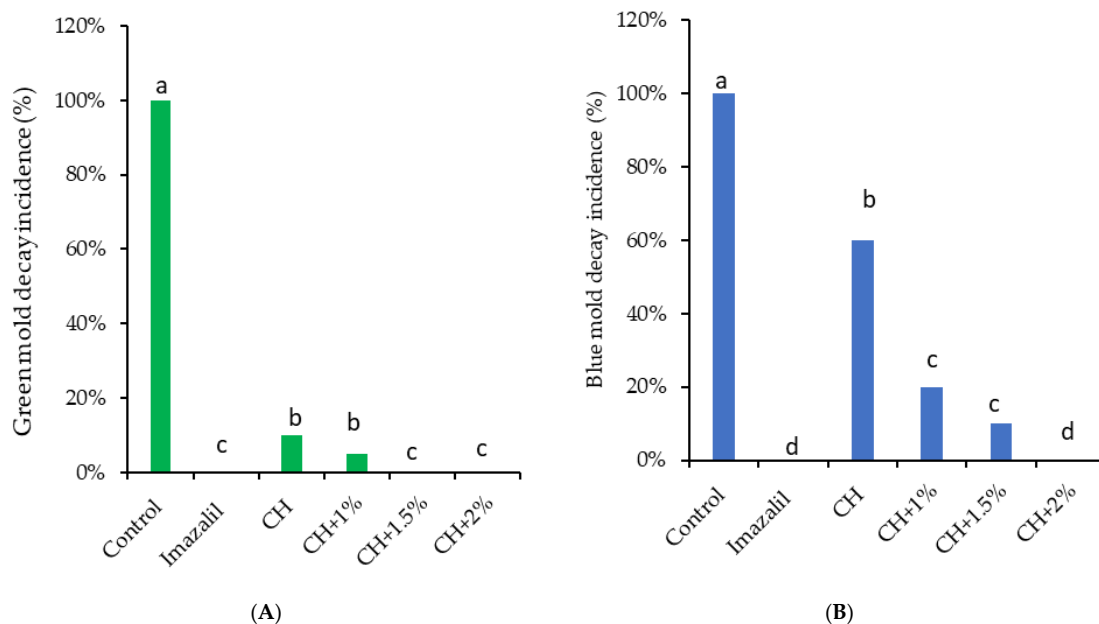 Green mold decay incidence (%)
120%
100%
80%
60%
40%
20%
0%
a
c
b
b
c
c
Control
Imazalil
CH
CH+1%
CH+1.5%
CH+2%
(A)
Blue mold decay incidence (%)
120%
100%
80%
60%
40%
20%
0%
a
d
b
c
c
d
Control
Imazalil
CH
CH+1%
CH+1.5%
CH+2%
(B)